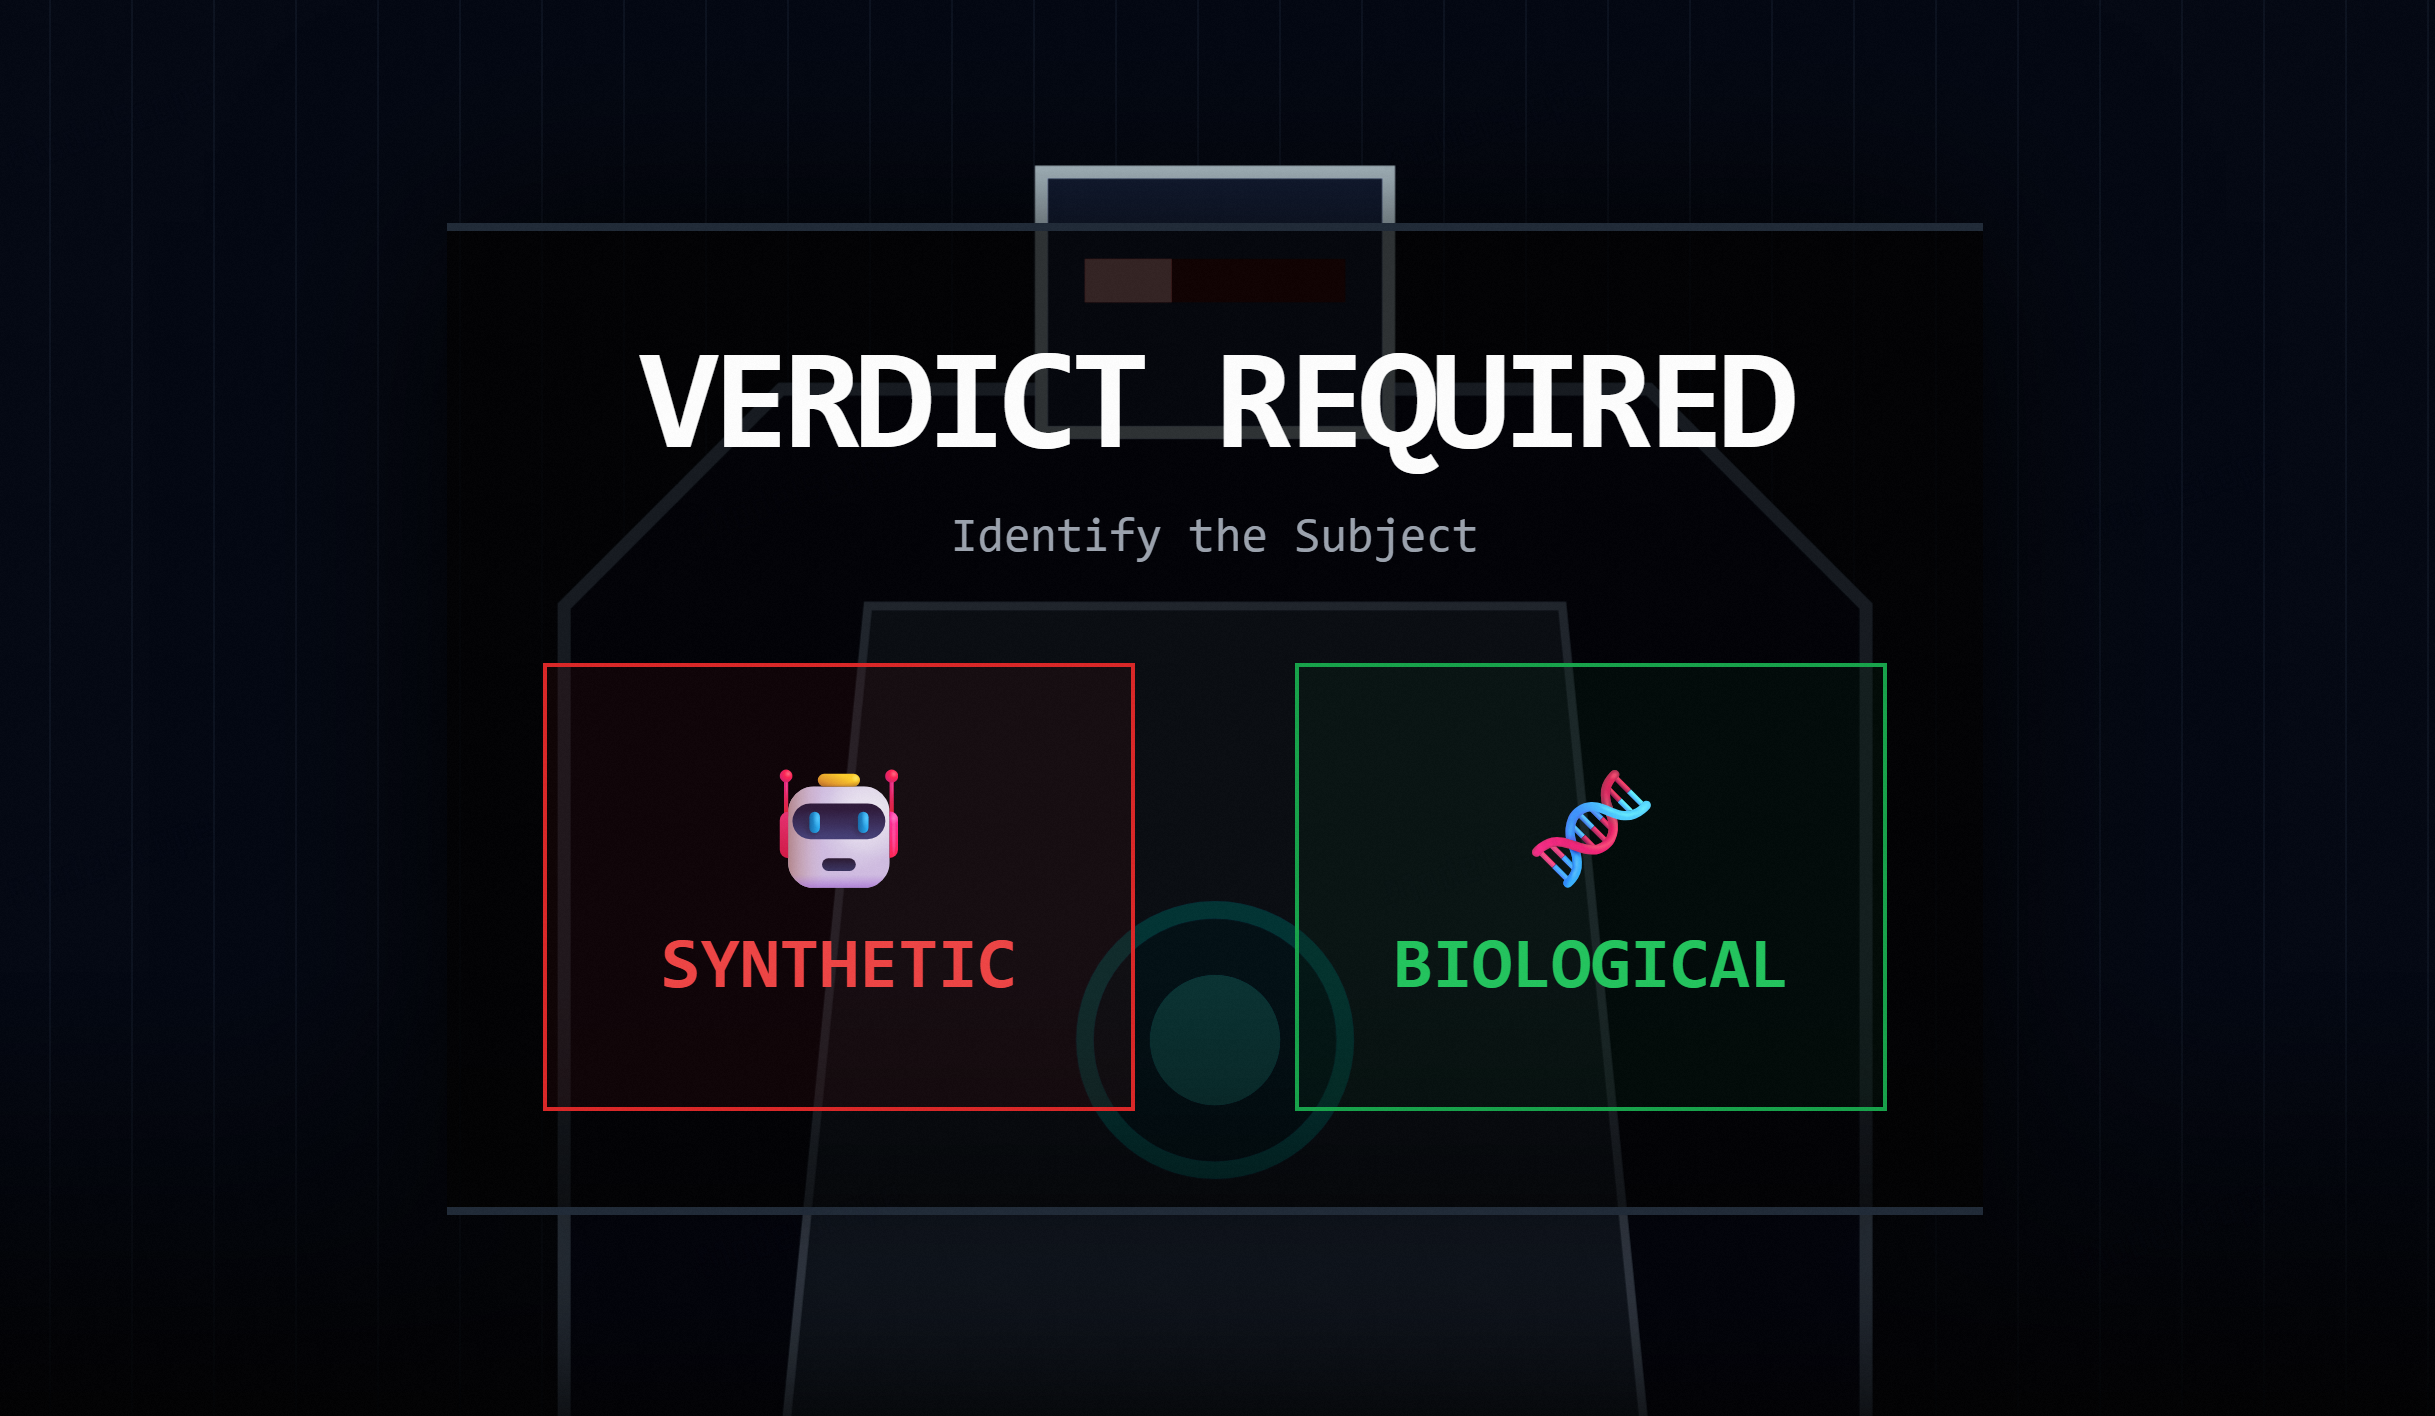 VERDICT REQUIRED
Identify the Subject
SYNTHETIC
BIOLOGICAL